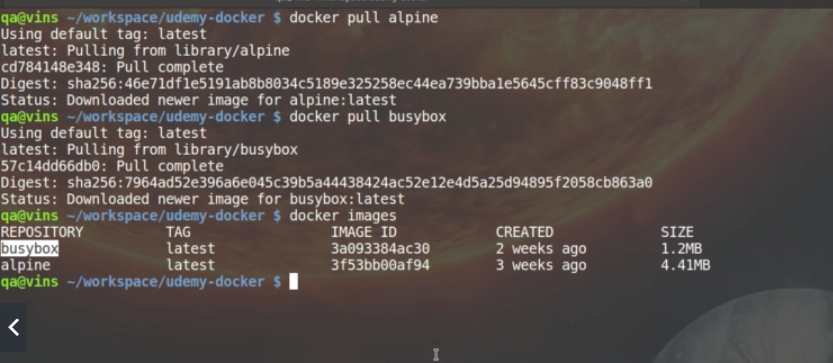 qa@vins ~/workspace/udemy-docker $ docker pull alpine
Using default tag: latest
latest: Pulling from library/alpine
cd784148e348: Pull complete
Digest: sha256:46e71df1e5191ab8b8034c5189e325258ec44ea739bba1e5645cff83c9048ff1
Status: Downloaded newer image for alpine:latest
qa@vins ~/workspace/udemy-docker $ docker pull busybox
Using default tag: latest
latest: Pulling from library/busybox
57c14dd66db0: Pull complete
Digest: sha256:7964ad52e396a6e045c39b5a44438424ac52e12e4d5a25d94895f2058cb863a0
Status: Downloaded newer image for busybox:latest
qa@vins ~/workspace/udemy-docker $ docker images
REPOSITORY TAG IMAGE ID CREATED SIZE
busybox latest 3a093384ac30 2 weeks ago 1.2MB
alpine latest 3f53bb00af94 3 weeks ago 4.41MB
qa@vins ~/workspace/udemy-docker $